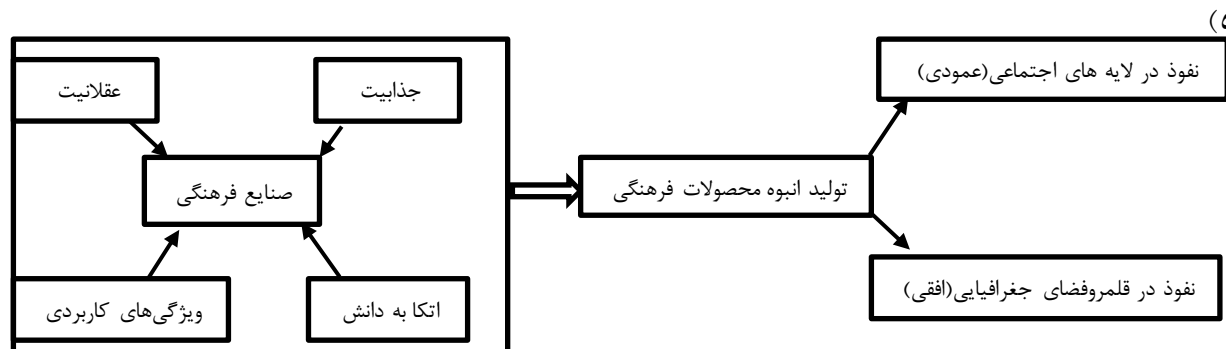 ۵)
نفوذ در لایه های اجتماعی(عمودی)
جذابیت
عقلانیت
صنایع فرهنگی
تولید انبوه محصولات فرهنگی
نفوذ در قلمروفضای جغرافیایی(افقی)
اتکا به دانش
ویژگی‌های کاربردی